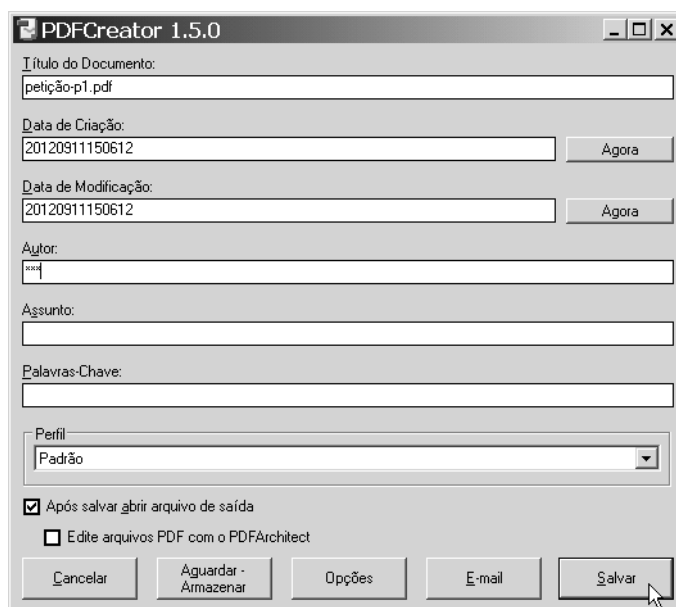 PDFCreator 1.5.0
Título do Documento:
petição-p1.pdf
Data de Criação:
20120911150612
Agora
Data de Modificação:
20120911150612
Agora
Autor:
***
Assunto:
Palavras-Chave:
Perfil
Padrão
Após salvar abrir arquivo de saída
Edite arquivos PDF com o PDFArchitect
Cancelar
Aguardar -
Armazenar
Opções
E-mail
Salvar